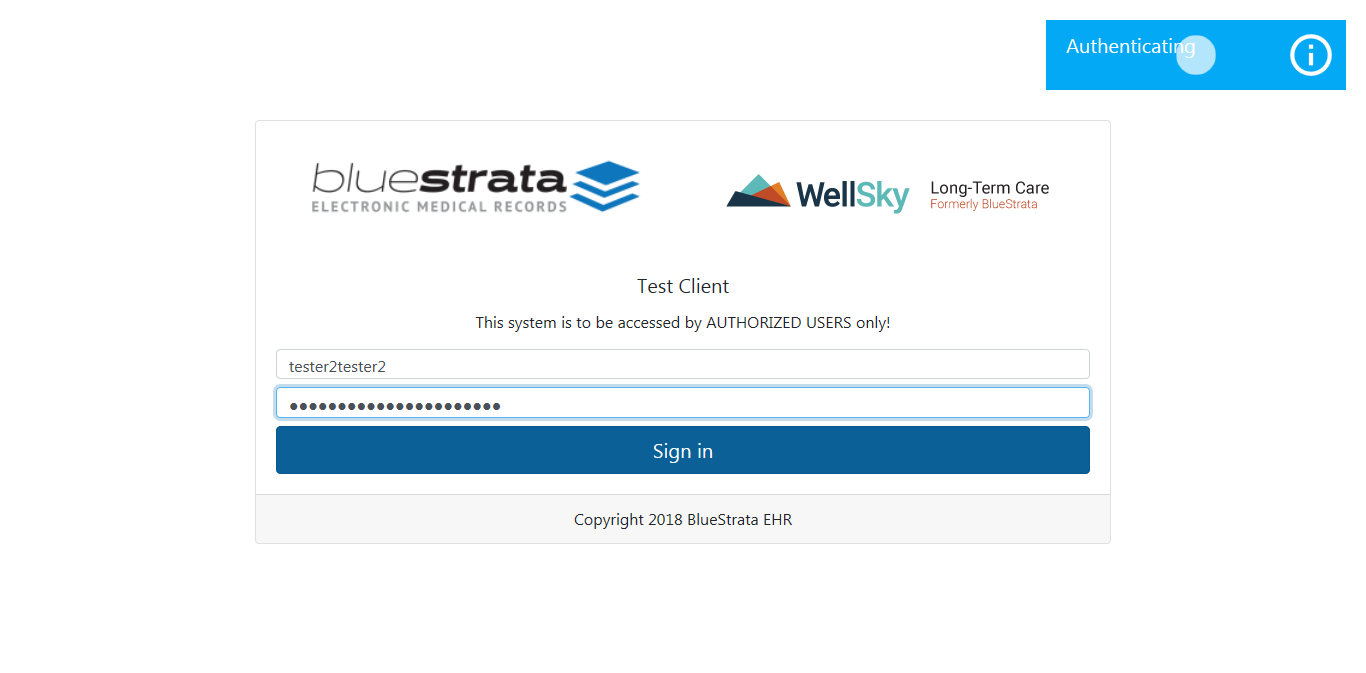 Authenticating
bluestrata
ELECTRONIC MEDICAL RECORDS
WellSky
Long-Term Care
Formerly BlueStrata
Test Client
This system is to be accessed by AUTHORIZED USERS only!
tester2tester2
●●●●●●●●●●●●●●●●●●●●●●
Sign in
Copyright 2018 BlueStrata EHR